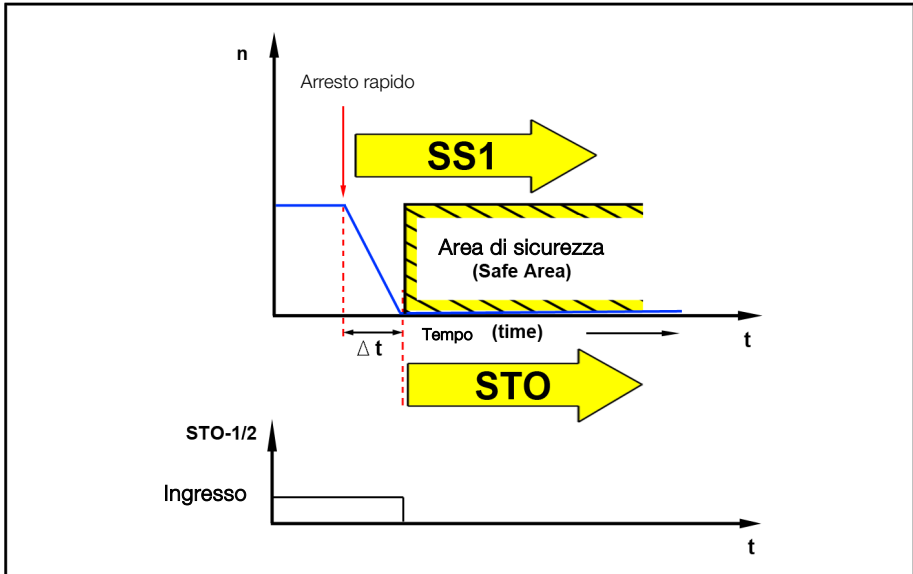 n
Arresto rapido
SS1
Area di sicurezza
(Safe Area)
Tempo (time)
t
Δ t
STO
STO-1/2
Ingresso
t